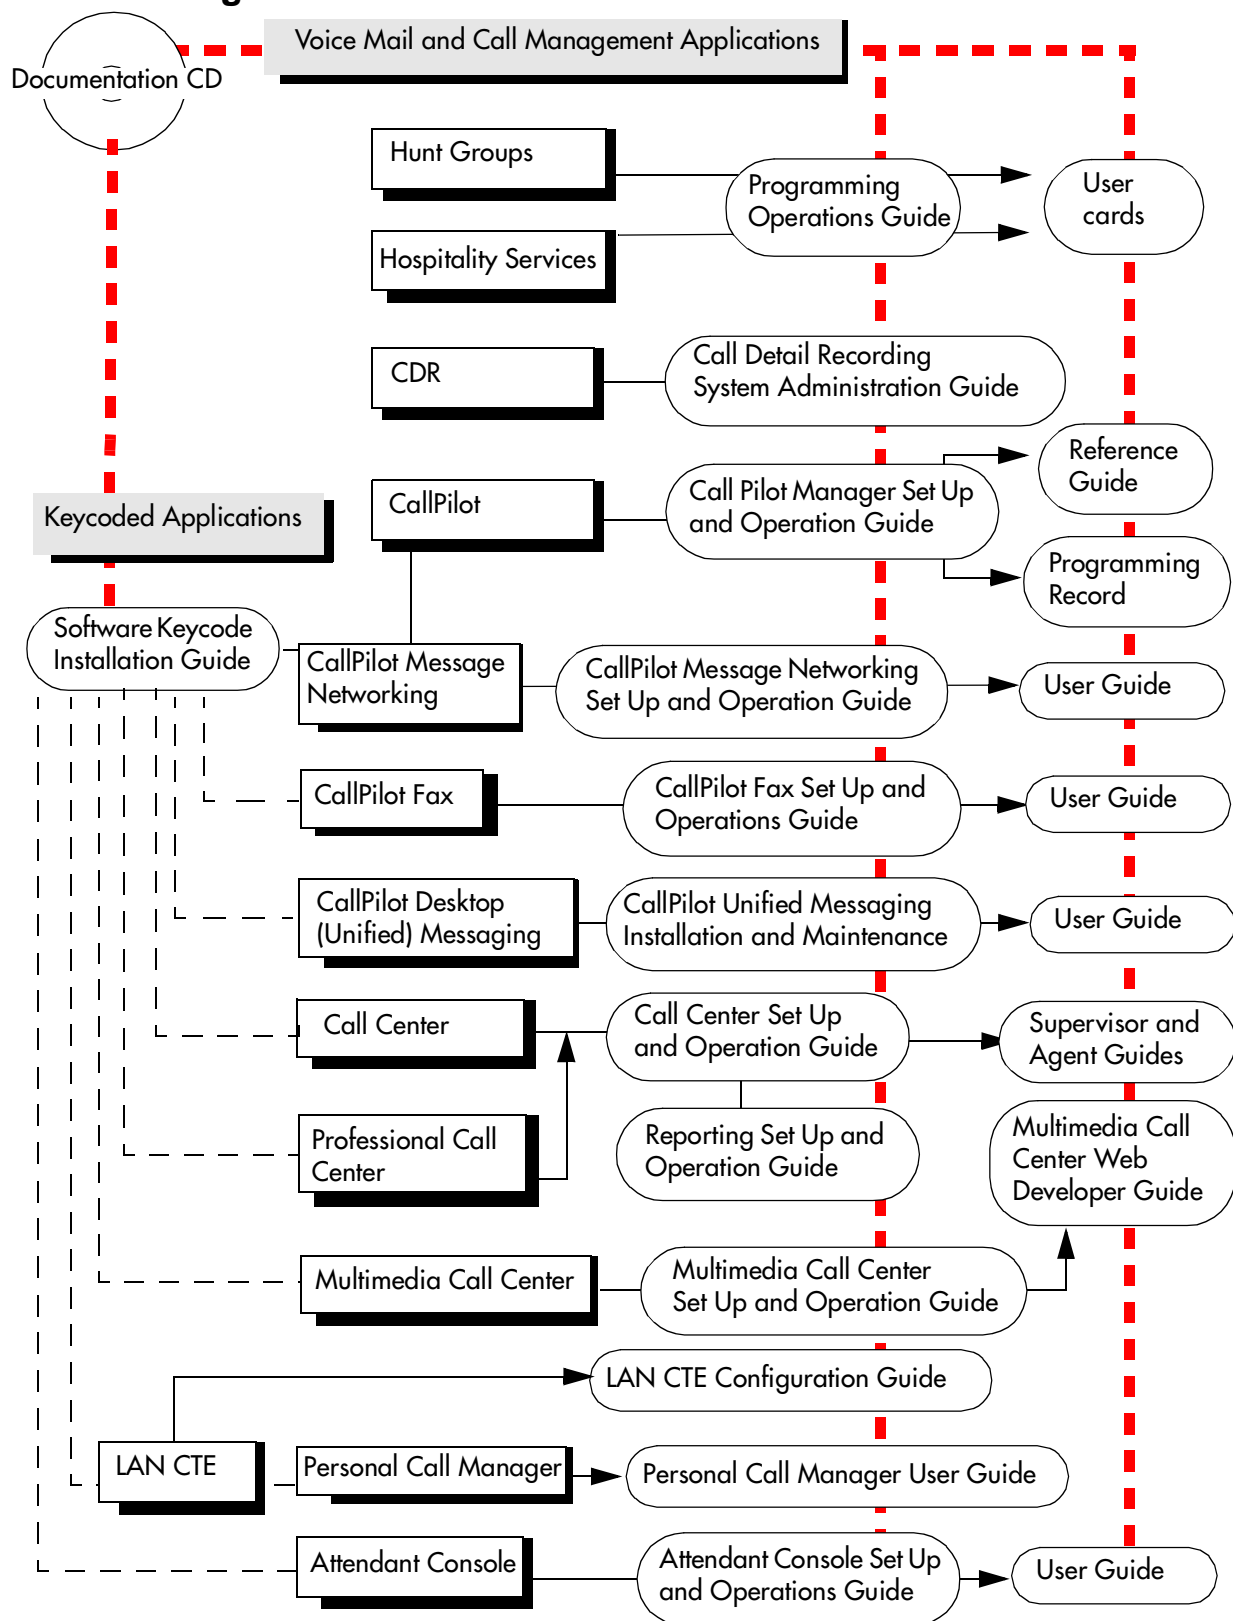 Voice Mail and Call Management Applications
Documentation CD
Hunt Groups
Programming
Operations Guide
User
cards
Hospitality Services
CDR
Call Detail Recording
System Administration Guide
Reference
Guide
Keycoded Applications
CallPilot
Call Pilot Manager Set Up
and Operation Guide
Programming
Record
Software Keycode
Installation Guide
CallPilot Message
Networking
CallPilot Message Networking
Set Up and Operation Guide
User Guide
CallPilot Fax
CallPilot Fax Set Up and
Operations Guide
User Guide
CallPilot Desktop
(Unified) Messaging
CallPilot Unified Messaging
Installation and Maintenance
User Guide
Call Center
Call Center Set Up
and Operation Guide
Supervisor and
Agent Guides
Professional Call
Center
Reporting Set Up and
Operation Guide
Multimedia Call
Center Web
Developer Guide
Multimedia Call Center
Multimedia Call Center
Set Up and Operation Guide
LAN CTE Configuration Guide
LAN CTE
Personal Call Manager
Personal Call Manager User Guide
Attendant Console
Attendant Console Set Up
and Operations Guide
User Guide